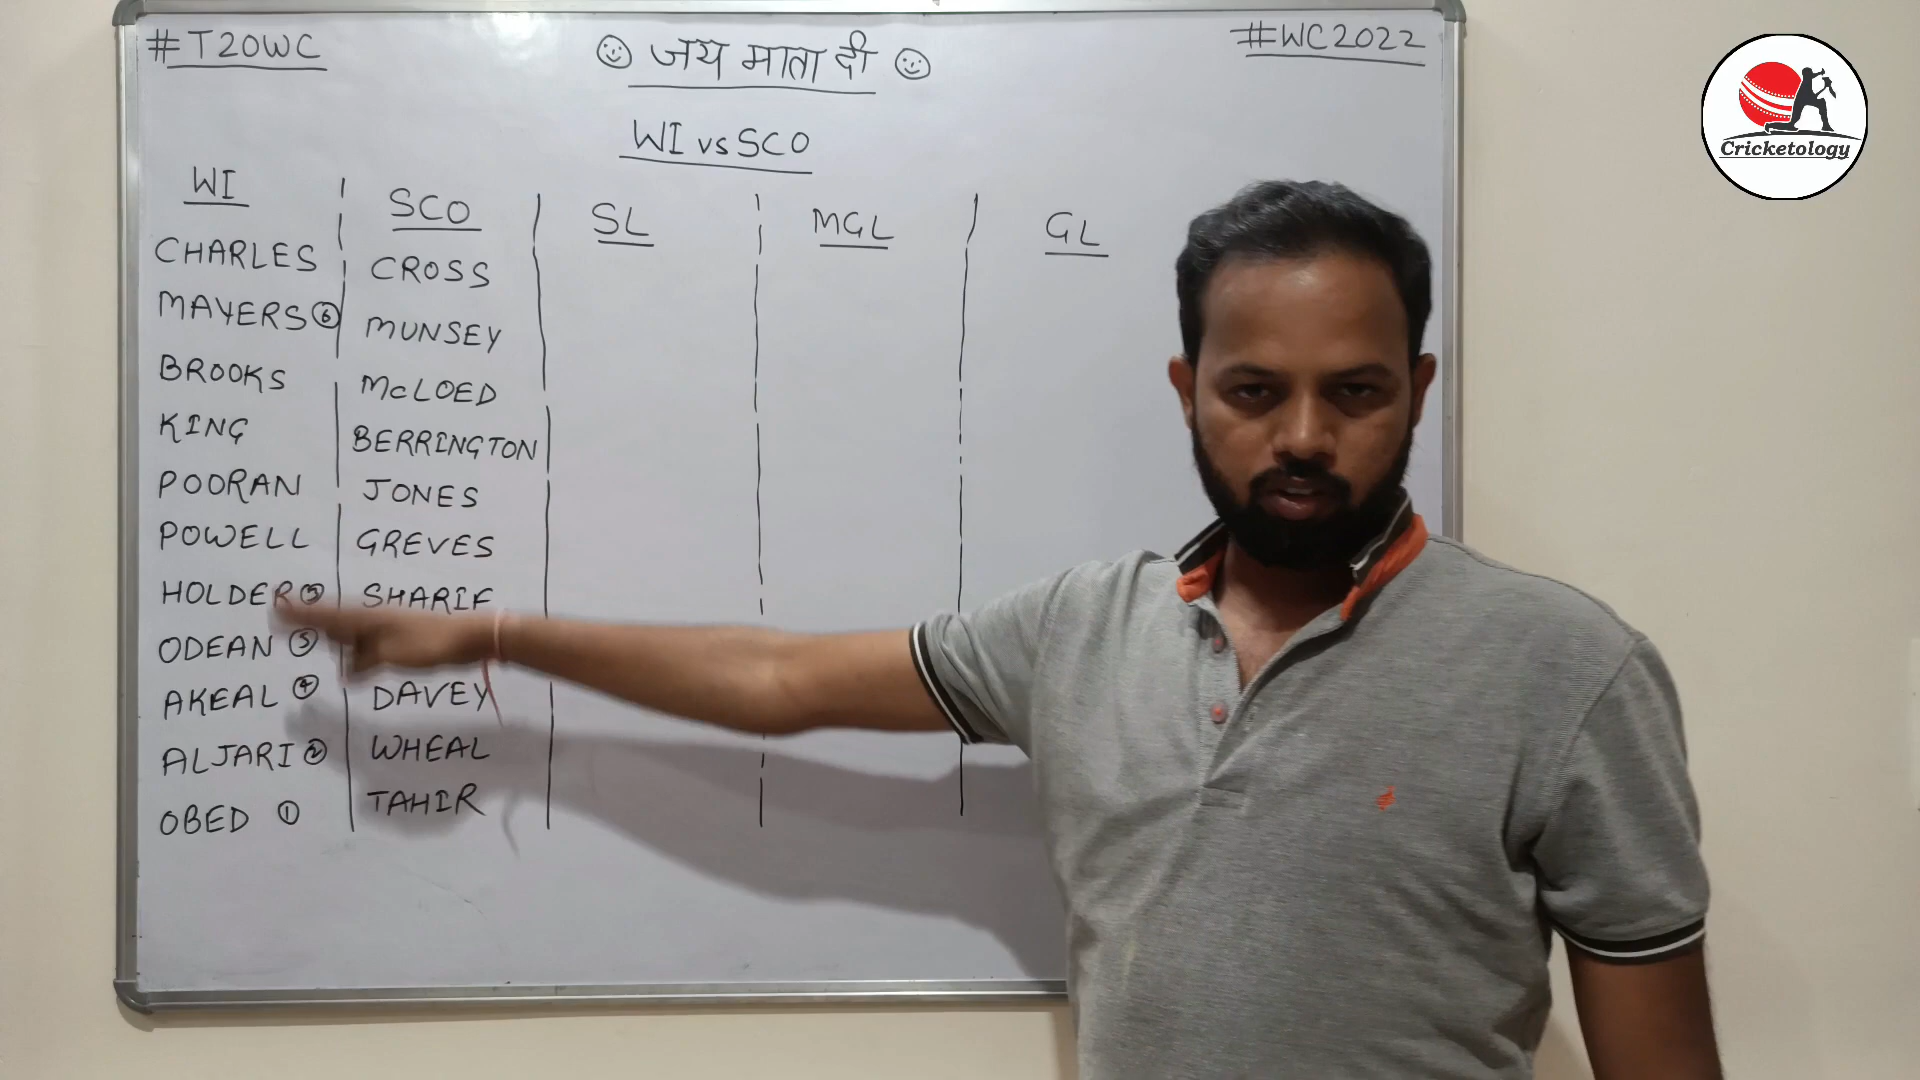 #T20WC
☺ जय माता दी ☺
#WC2022
Cricketology
WI vs SCO
WI
CHARLES
MAYERS ⑥
BROOKS
KING
POORAN
POWELL
HOLDER
ODEAN ⑤
AKEAL ④
ALJARI ②
OBED ①
SCO
CROSS
MUNSEY
McLOED
BERRINGTON
JONES
GREVES
SHARIF
DAVEY
WHEAL
TAHIR
SL
MGL
GL